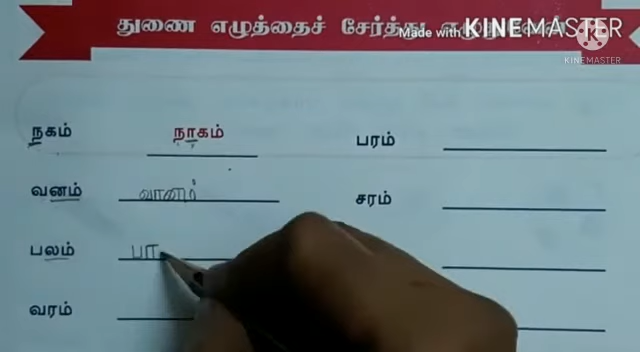 துணை எழுத்தைச் சேர்த்து
Made with KINEMASTER
KINEMASTER
நகம் நாகம் பரம்
வனம் வானம் சரம்
பலம் பா
வரம்